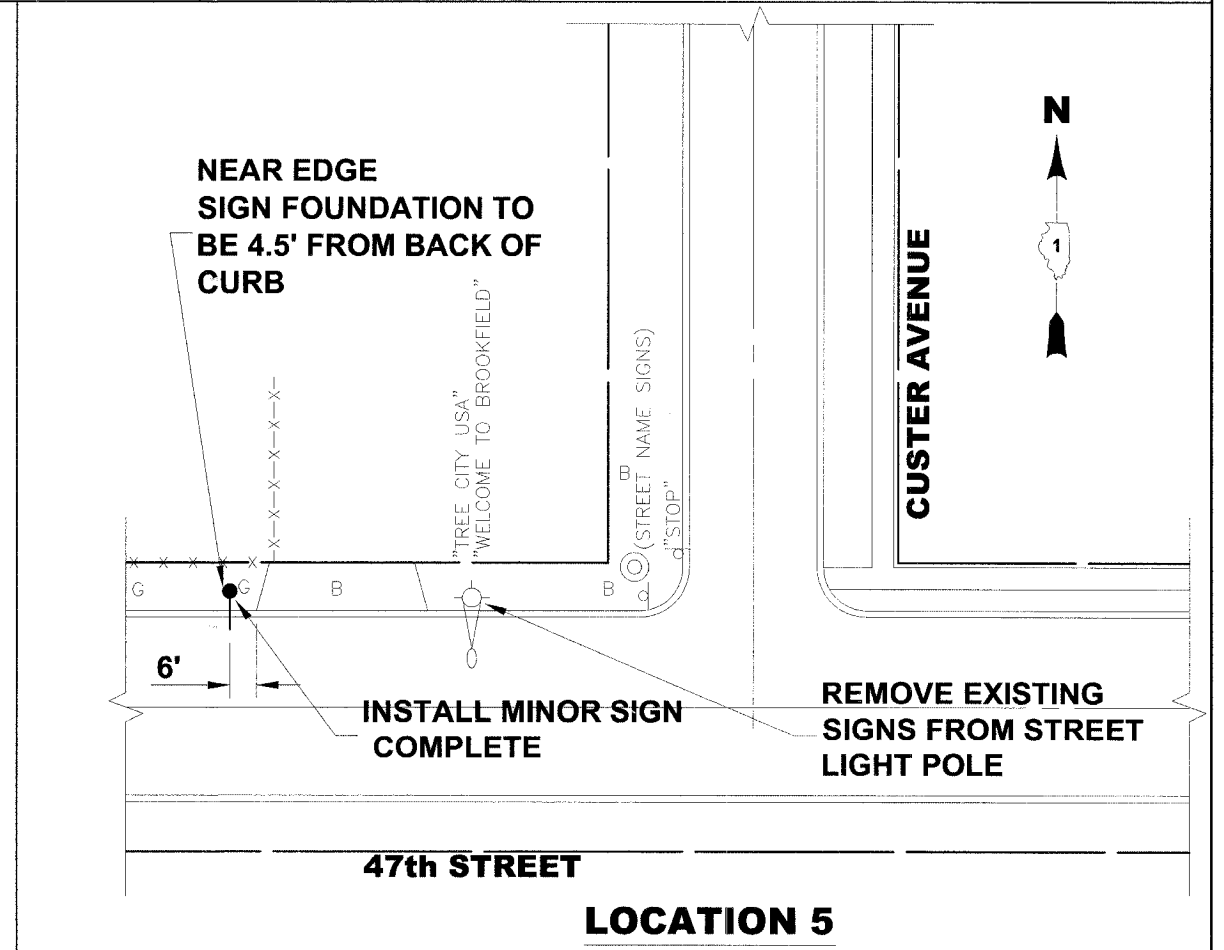 NEAR EDGE
SIGN FOUNDATION TO
BE 4.5' FROM BACK OF
CURB
N
1
CUSTER AVENUE
"TREE CITY USA"
"WELCOME TO BROOKFIELD"
(STREET NAME SIGNS)
"STOP"
B
X X X X X X
X X X X X
G
G
B
B
6'
INSTALL MINOR SIGN
COMPLETE
REMOVE EXISTING
SIGNS FROM STREET
LIGHT POLE
47th STREET
LOCATION 5